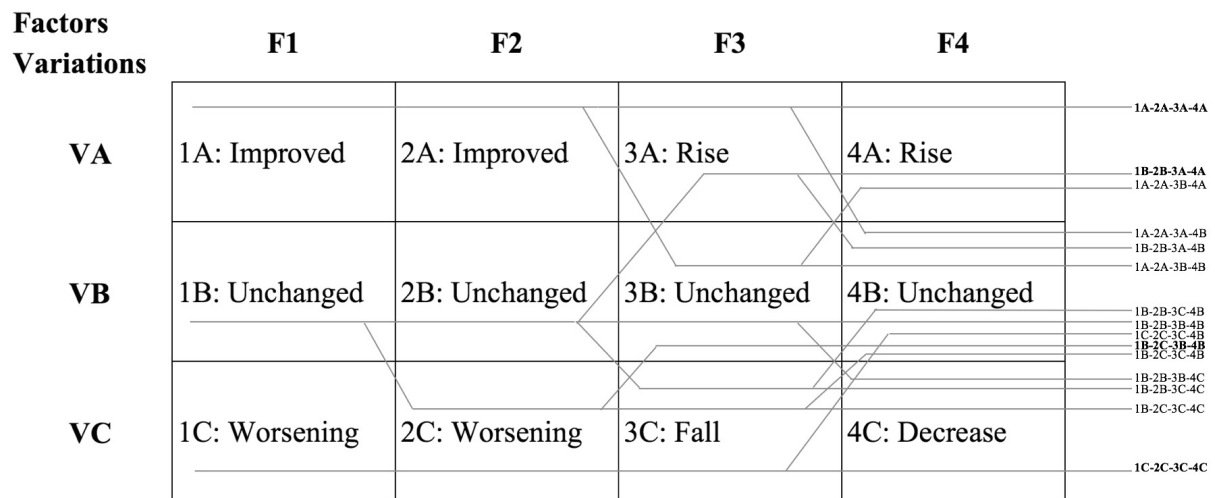 Factors
Variations
F1 F2 F3 F4
VA 1A: Improved 2A: Improved 3A: Rise 4A: Rise
VB 1B: Unchanged 2B: Unchanged 3B: Unchanged 4B: Unchanged
VC 1C: Worsening 2C: Worsening 3C: Fall 4C: Decrease
1A-2A-3A-4A
1B-2B-3A-4A
1A-2A-3B-4A
1A-2A-3A-4B
1B-2B-3A-4B
1A-2A-3B-4B
1B-2B-3C-4B
1B-2B-3B-4B
1C-2C-3C-4B
1B-2C-3B-4B
1B-2C-3C-4B
1B-2B-3B-4C
1B-2B-3C-4C
1B-2C-3C-4C
1C-2C-3C-4C